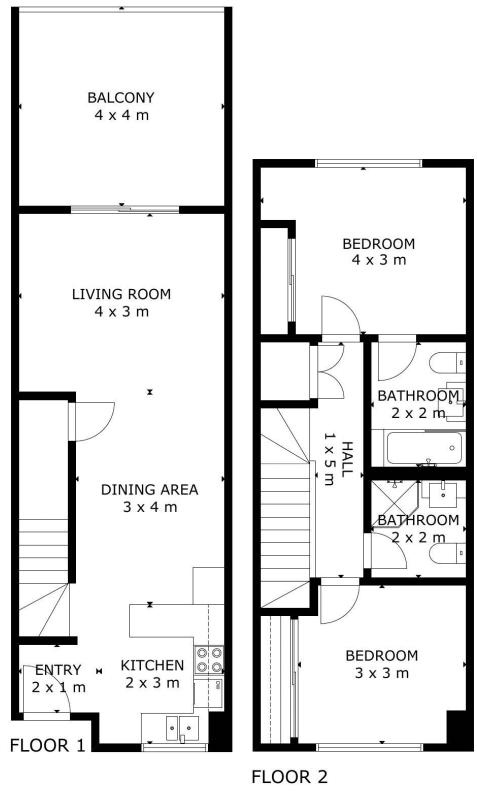 BALCONY
4 x 4 m
LIVING ROOM
4 x 3 m
DINING AREA
3 x 4 m
ENTRY
2 x 1 m
KITCHEN
2 x 3 m
FLOOR 1
BEDROOM
4 x 3 m
BATHROOM
2 x 2 m
HALL
1 x 5 m
BATHROOM
2 x 2 m
BEDROOM
3 x 3 m
FLOOR 2